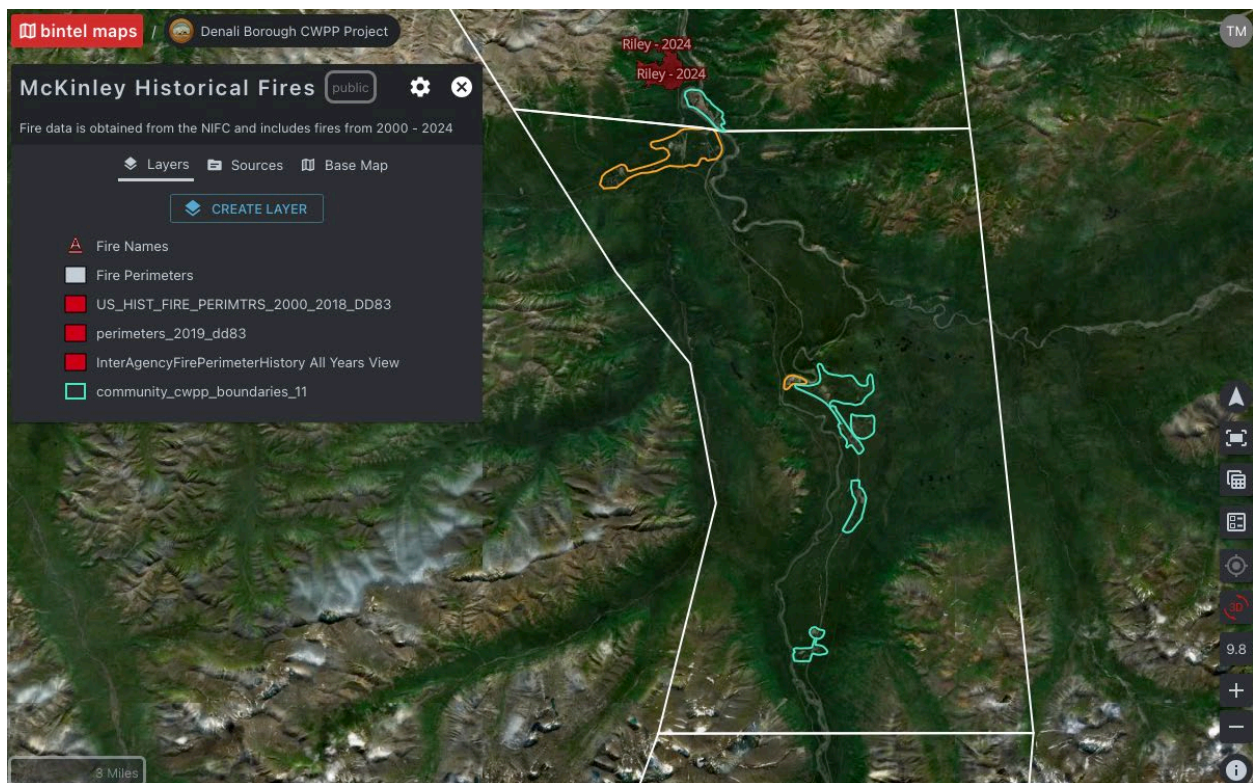 bintel maps / Denali Borough CWPP Project
TM
Riley - 2024
Riley - 2024
McKinley Historical Fires public
Fire data is obtained from the NIFC and includes fires from 2000 - 2024
Layers Sources Base Map
CREATE LAYER
A Fire Names
Fire Perimeters
US_HIST_FIRE_PERIMTRS_2000_2018_DD83
perimeters_2019_dd83
InterAgencyFirePerimeterHistory All Years View
community_cwpp_boundaries_11
3D
9.8
3 Miles